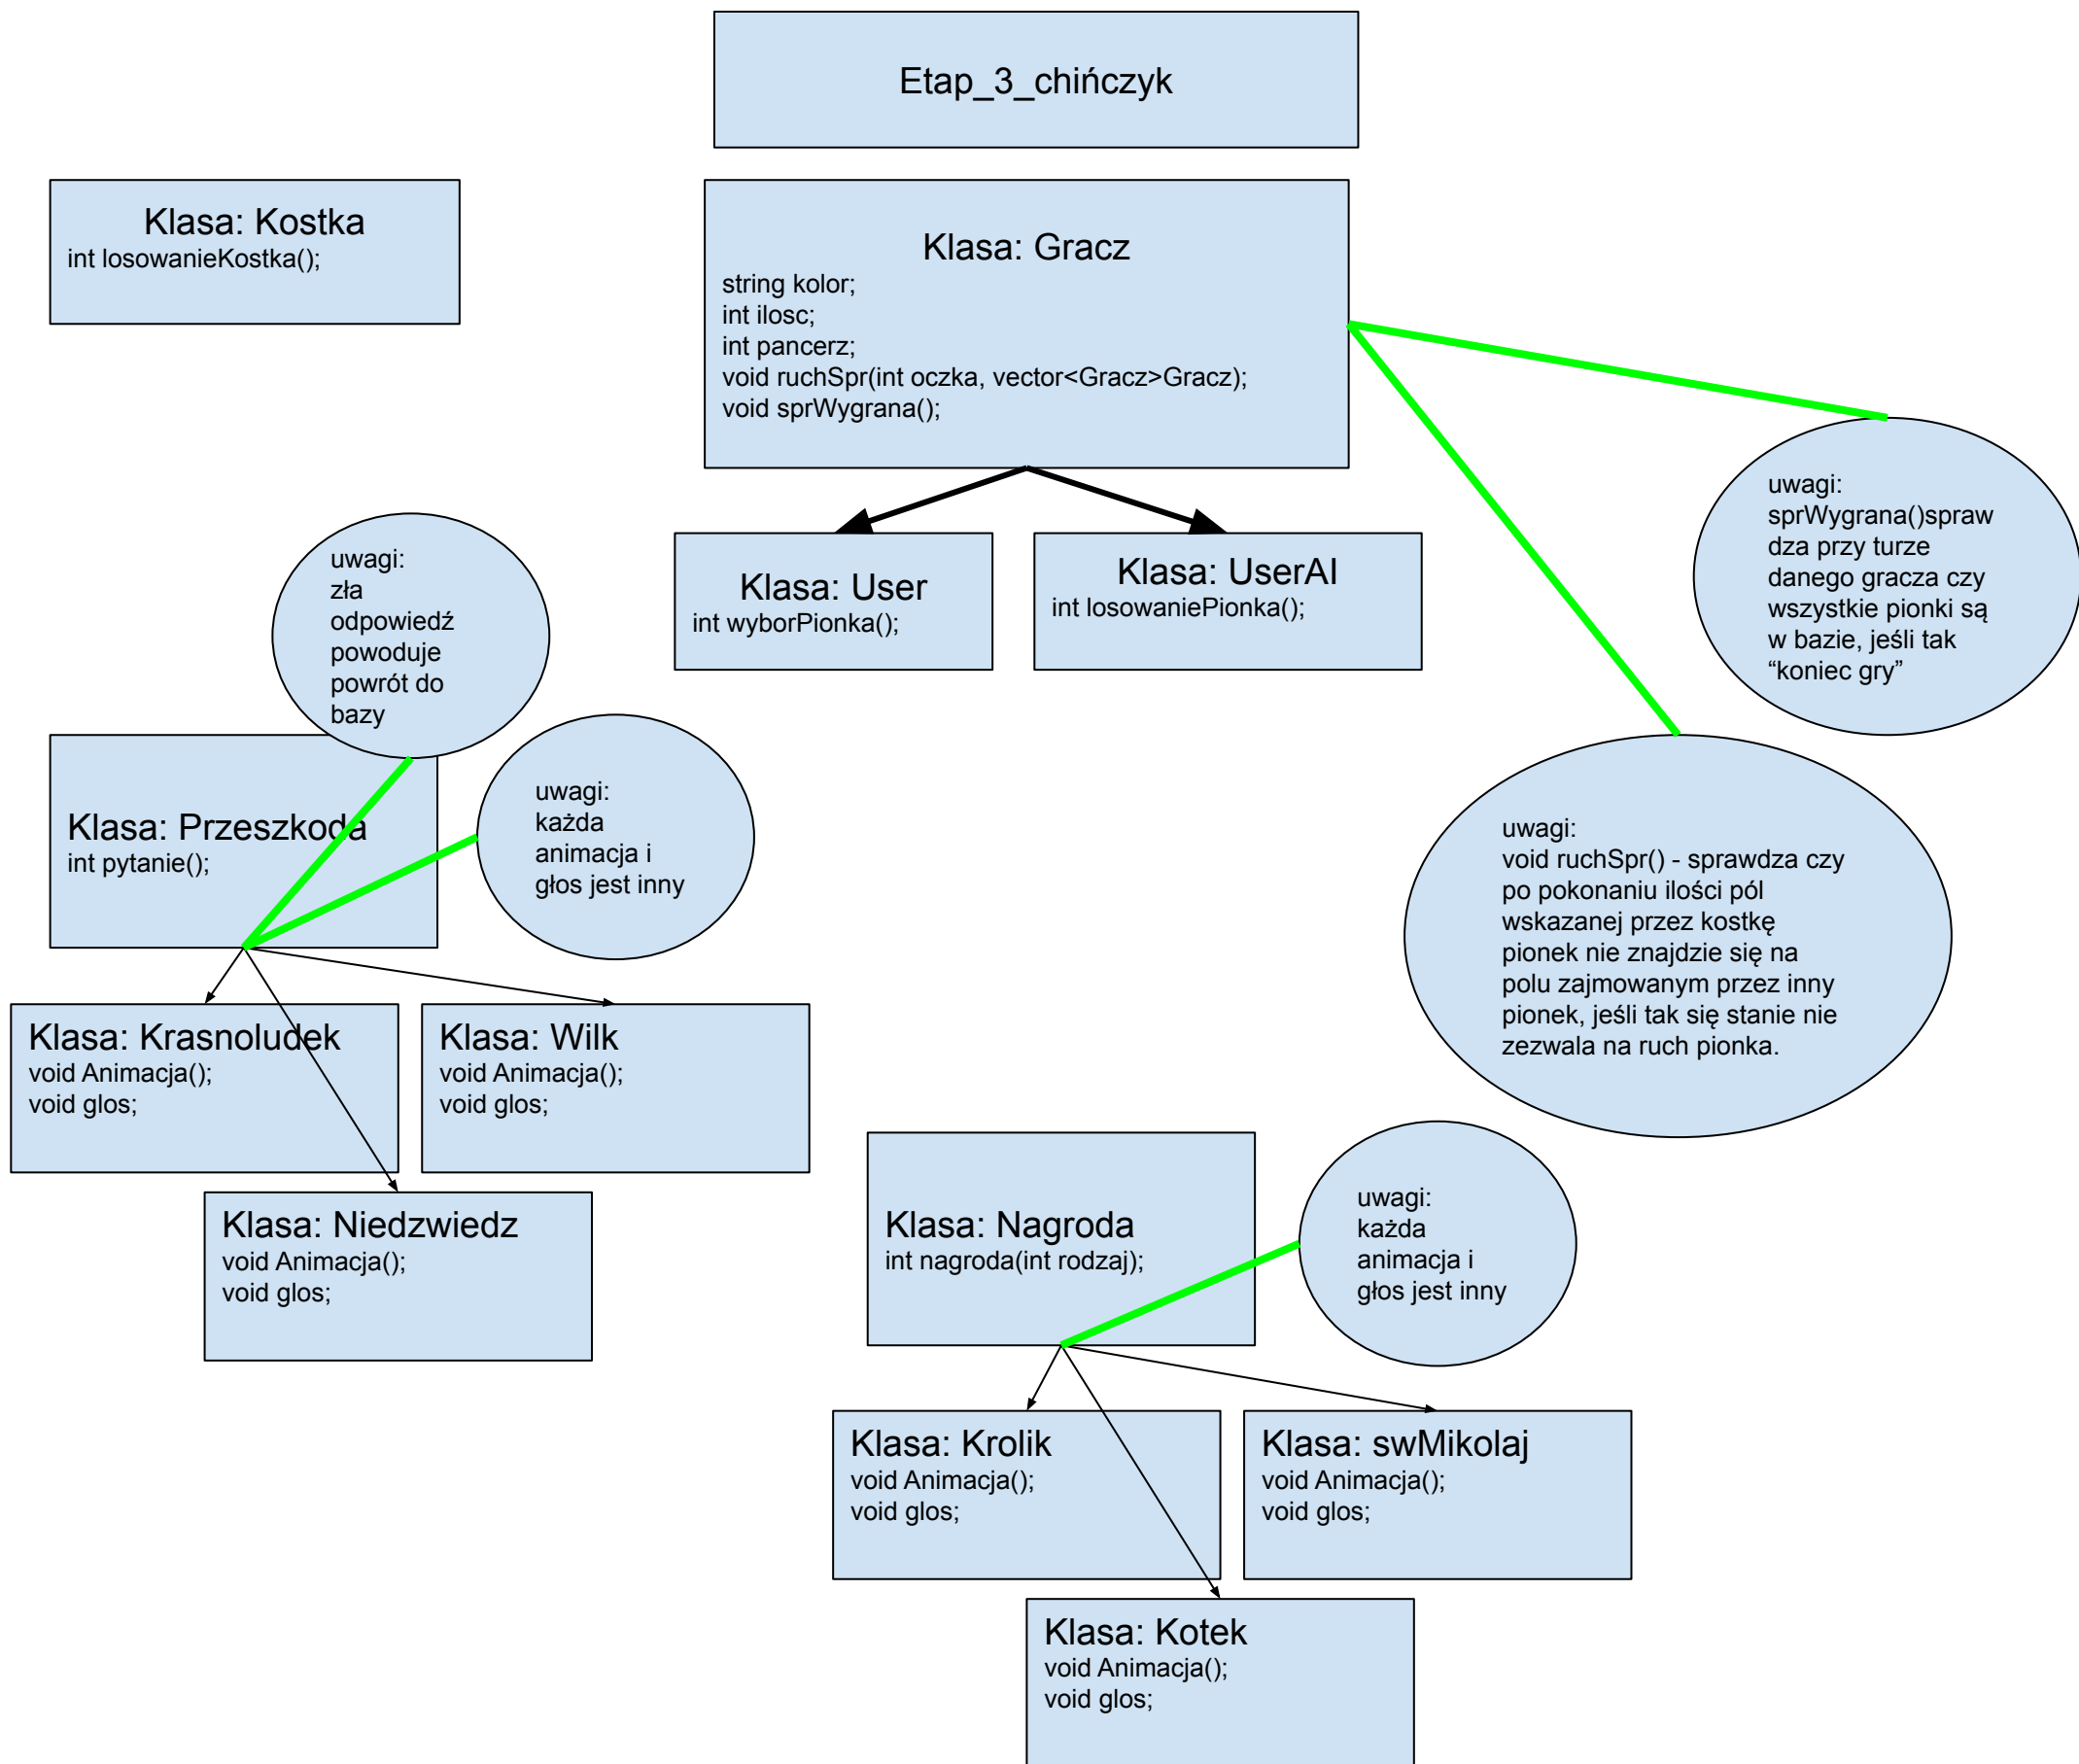 Etap_3_chińczyk
Klasa: Kostka
int losowanieKostka();
Klasa: Gracz
string kolor;
int ilosc;
int pancerz;
void ruchSpr(int oczka, vector<Gracz>Gracz);
void sprWygrana();
uwagi:
sprWygrana()spraw
dza przy turze
danego gracza czy
wszystkie pionki są
w bazie, jeśli tak
“koniec gry”
Klasa: User
int wyborPionka();
Klasa: UserAI
int losowaniePionka();
uwagi:
zła
odpowiedź
powoduje
powrót do
bazy
Klasa: Przeszkoda
int pytanie();
uwagi:
każda
animacja i
głos jest inny
uwagi:
void ruchSpr() - sprawdza czy
po pokonaniu ilości pól
wskazanej przez kostkę
pionek nie znajdzie się na
polu zajmowanym przez inny
pionek, jeśli tak się stanie nie
zezwala na ruch pionka.
Klasa: Krasnoludek
void Animacja();
void glos;
Klasa: Wilk
void Animacja();
void glos;
Klasa: Niedzwiedz
void Animacja();
void glos;
Klasa: Nagroda
int nagroda(int rodzaj);
uwagi:
każda
animacja i
głos jest inny
Klasa: Krolik
void Animacja();
void glos;
Klasa: swMikolaj
void Animacja();
void glos;
Klasa: Kotek
void Animacja();
void glos;